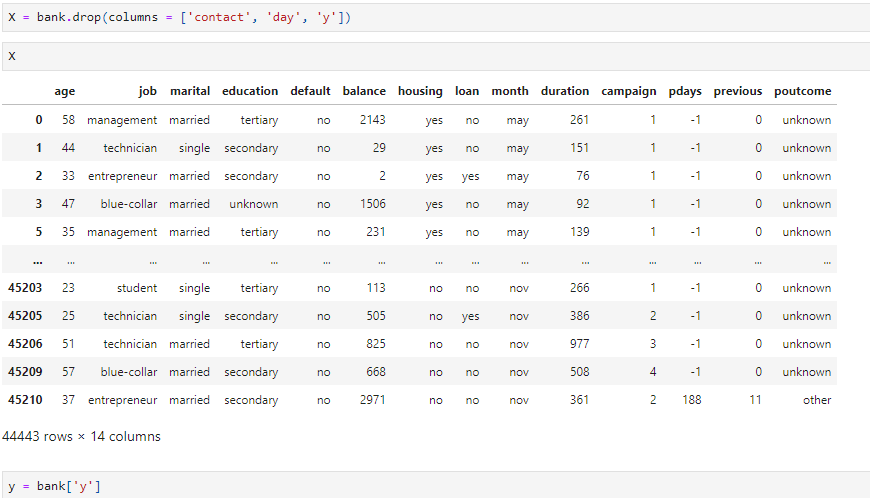 X = bank.drop(columns = ['contact', 'day', 'y'])
X
age job marital education default balance housing loan month duration campaign pdays previous poutcome
0 58 management married tertiary no 2143 yes no may 261 1 -1 0 unknown
1 44 technician single secondary no 29 yes no may 151 1 -1 0 unknown
2 33 entrepreneur married secondary no 2 yes yes may 76 1 -1 0 unknown
3 47 blue-collar married unknown no 1506 yes no may 92 1 -1 0 unknown
5 35 management married tertiary no 231 yes no may 139 1 -1 0 unknown
... ... ... ... ... ... ... ... ... ... ... ... ... ... ...
45203 23 student single tertiary no 113 no no nov 266 1 -1 0 unknown
45205 25 technician single secondary no 505 no yes nov 386 2 -1 0 unknown
45206 51 technician married tertiary no 825 no no nov 977 3 -1 0 unknown
45209 57 blue-collar married secondary no 668 no no nov 508 4 -1 0 unknown
45210 37 entrepreneur married secondary no 2971 no no nov 361 2 188 11 other
44443 rows × 14 columns
y = bank['y']